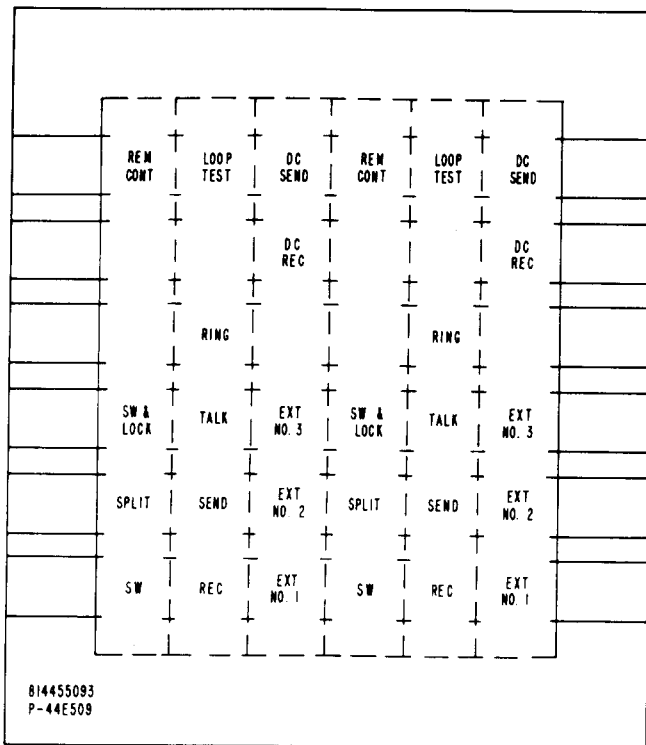 REM CONT LOOP TEST DC SEND REM CONT LOOP TEST DC SEND
DC REC DC REC
RING RING
SW & LOCK TALK EXT NO. 3 SW & LOCK TALK EXT NO. 3
SPLIT SEND EXT NO. 2 SPLIT SEND EXT NO. 2
SW REC EXT NO. 1 SW REC EXT NO. 1
814455093
P-44E509